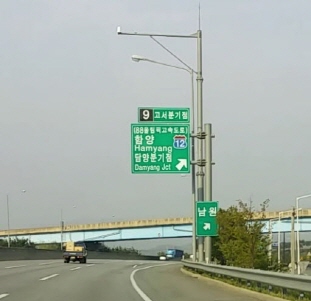 9 고서분기점
(88올림픽고속도로)
함양 12
Hamyang
담양분기점
Damyang Jct
남원